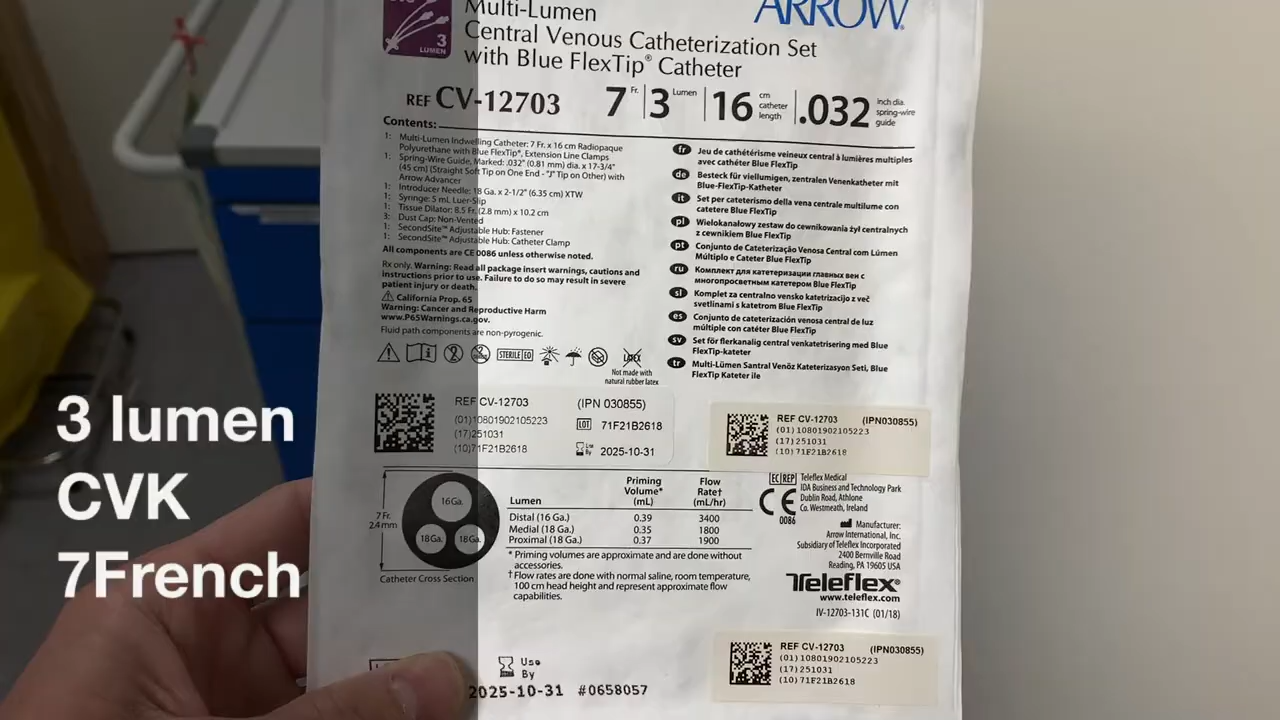 Multi-Lumen
Central Venous Catheterization Set
with Blue FlexTip® Catheter
ARROW
3
LUMEN
REF CV-12703
7 Fr.
3 Lumen
16 cm catheter length
.032 inch dia. spring-wire guide
Contents:
1: Multi-Lumen Indwelling Catheter: 7 Fr. x 16 cm Radiopaque
Polyurethane with Blue FlexTip®, Extension Line Clamps
1: Spring-Wire Guide, Marked: .032" (0.81 mm) dia. x 17-3/4"
(45 cm) (Straight Soft Tip on One End - "J" Tip on Other) with
Arrow Advancer
1: Introducer Needle: 18 Ga. x 2-1/2" (6.35 cm) XTW
1: Syringe: 5 mL Luer-Slip
1: Tissue Dilator: 8.5 Fr. (2.8 mm) x 10.2 cm
3: Dust Cap: Non-Vented
1: SecondSite™ Adjustable Hub: Fastener
1: SecondSite™ Adjustable Hub: Catheter Clamp
All components are CE 0086 unless otherwise noted.
Rx only. Warning: Read all package insert warnings, cautions and
instructions prior to use. Failure to do so may result in severe
patient injury or death.
California Prop. 65
Warning: Cancer and Reproductive Harm
www.P65Warnings.ca.gov.
Fluid path components are non-pyrogenic.
STERILE EO
LATEX
Not made with
natural rubber latex
fr Jeu de cathétérisme veineux central à lumières multiples
avec cathéter Blue FlexTip
de Besteck für viellumigen, zentralen Venenkatheter mit
Blue-FlexTip-Katheter
it Set per cateterismo della vena centrale multilume con
catetere Blue FlexTip
pl Wielokanałowy zestaw do cewnikowania żył centralnych
z cewnikiem Blue FlexTip
pt Conjunto de Cateterização Venosa Central com Lúmen
Múltiplo e Cateter Blue FlexTip
ru Комплект для катетеризации главных вен с
многопросветным катетером Blue FlexTip
sl Komplet za centralno vensko katetrizacijo z več
svetlinami s katetrom Blue FlexTip
es Conjunto de cateterización venosa central de luz
múltiple con catéter Blue FlexTip
sv Set för flerkanalig central venkatetrisering med Blue
FlexTip-kateter
tr Multi-Lümen Santral Venöz Kateterizasyon Seti, Blue
FlexTip Kateter ile
REF CV-12703 (IPN 030855)
(01)10801902105223
(17)251031
(10)71F21B2618
LOT 71F21B2618
Use By 2025-10-31
REF CV-12703 (IPN030855)
(01)10801902105223
(17)251031
(10)71F21B2618
3 lumen
CVK
7French
7 Fr.
2.4 mm
16 Ga.
18 Ga.
18 Ga.
Catheter Cross Section
Lumen Priming Volume* (mL) Flow Rate† (mL/hr)
Distal (16 Ga.) 0.39 3400
Medial (18 Ga.) 0.35 1800
Proximal (18 Ga.) 0.37 1900
* Priming volumes are approximate and are done without
accessories.
† Flow rates are done with normal saline, room temperature,
100 cm head height and represent approximate flow
capabilities.
EC REP Teleflex Medical
IDA Business and Technology Park
Dublin Road, Athlone
Co. Westmeath, Ireland
CE
0086
Manufacturer:
Arrow International, Inc.
Subsidiary of Teleflex Incorporated
2400 Bernville Road
Reading, PA 19605 USA
Teleflex®
www.teleflex.com
IV-12703-131C (01/18)
Use
By
2025-10-31 #0658057
REF CV-12703 (IPN030855)
(01)10801902105223
(17)251031
(10)71F21B2618